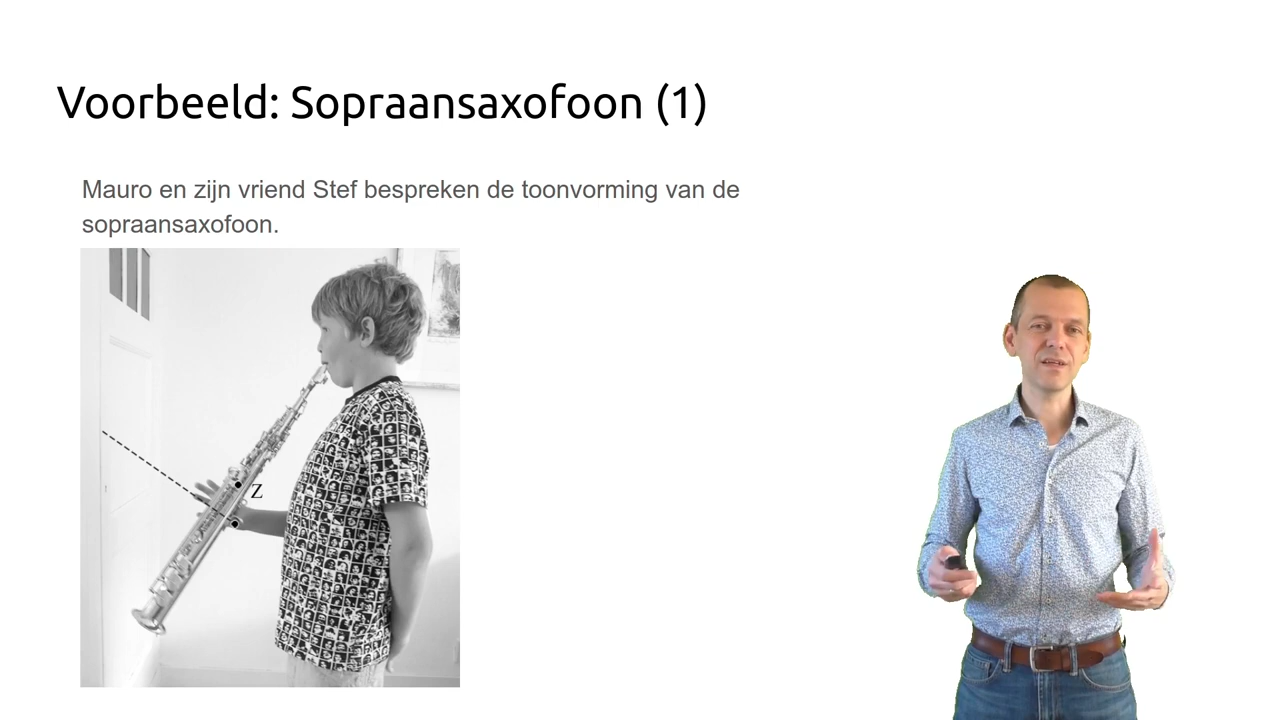 Voorbeeld: Sopraansaxofoon (1)
Mauro en zijn vriend Stef bespreken de toonvorming van de
sopraansaxofoon.
Z